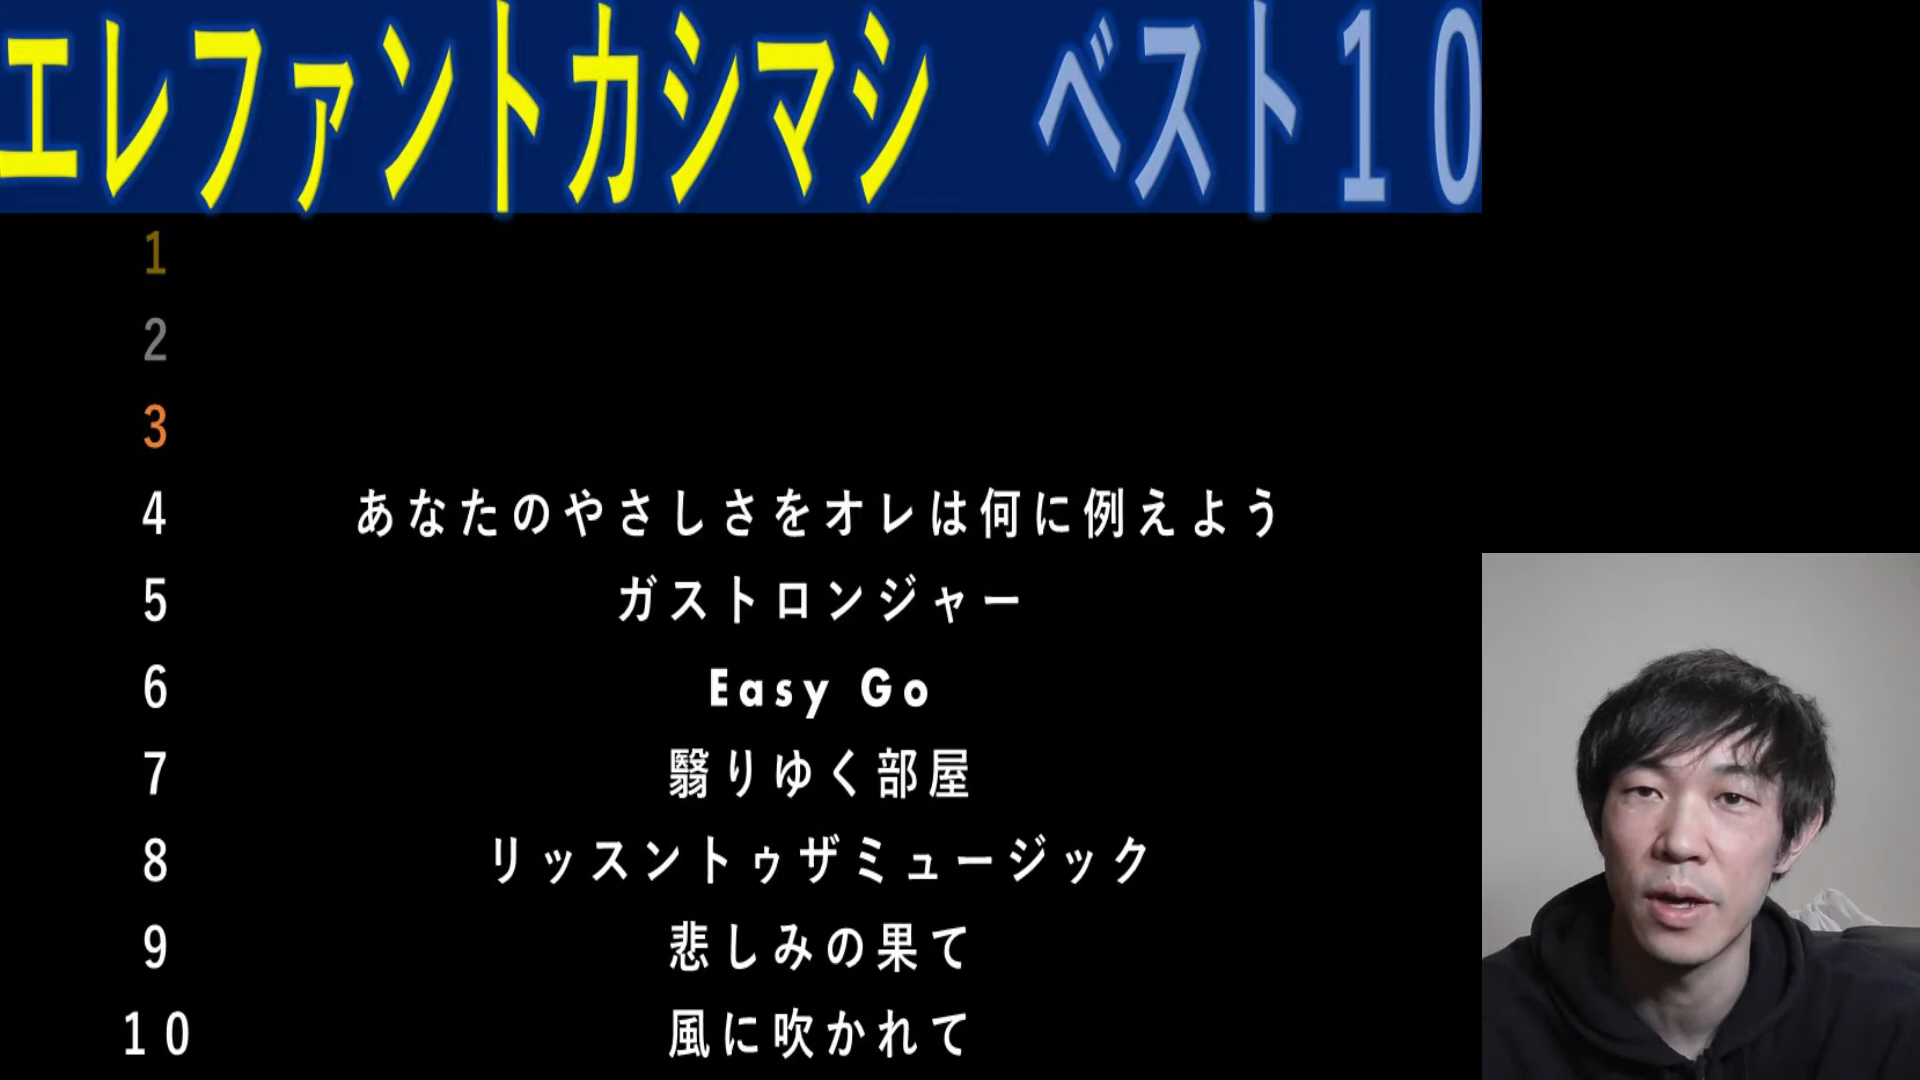 エレファントカシマシ ベスト10
1
2
3
4 あなたのやさしさをオレは何に例えよう
5 ガストロンジャー
6 Easy Go
7 翳りゆく部屋
8 リッスントゥザミュージック
9 悲しみの果て
10 風に吹かれて